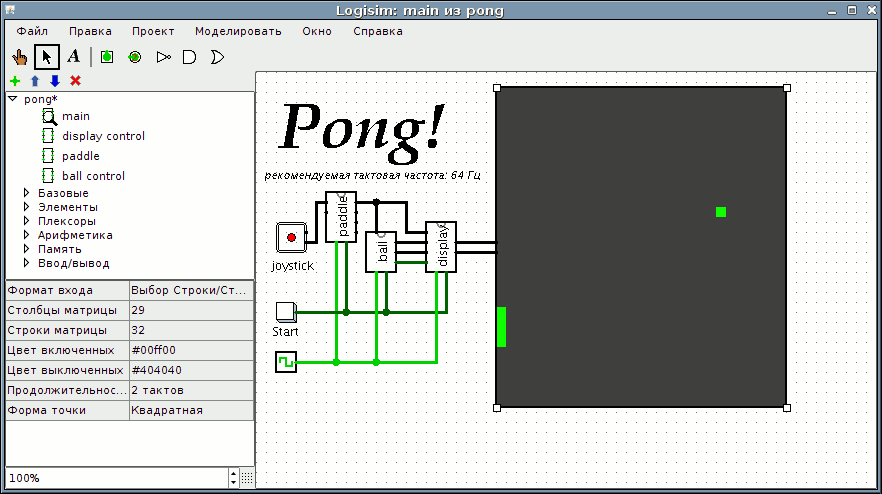 Logisim: main из pong
Файл Правка Проект Моделировать Окно Справка
A
pong*
main
display control
paddle
ball control
Базовые
Элементы
Плексоры
Арифметика
Память
Ввод/вывод
Формат входа Выбор Строки/Ст...
Столбцы матрицы 29
Строки матрицы 32
Цвет включенных #00ff00
Цвет выключенных #404040
Продолжительнос... 2 тактов
Форма точки Квадратная
100%
Pong!
рекомендуемая тактовая частота: 64 Гц
paddle
ball
display
joystick
Start